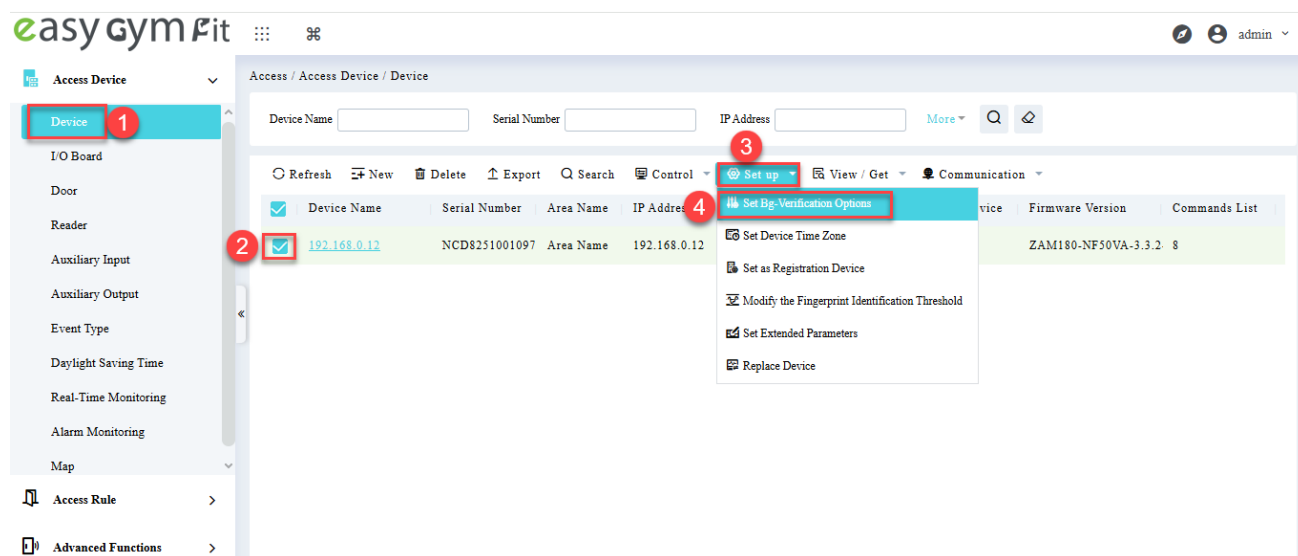 easy Gym Fit
admin
Access Device
Access / Access Device / Device
Device 1
Device Name
Serial Number
IP Address
More
3
I/O Board
Refresh New Delete Export Search Control Set up View / Get Communication
Door
4 Set Bg-Verification Options
Device Name Serial Number Area Name IP Addres vice Firmware Version Commands List
Reader
Set Device Time Zone
2 192.168.0.12 NCD8251001097 Area Name 192.168.0.12 ZAM180-NF50VA-3.3.2- 8
Auxiliary Input
Set as Registration Device
Auxiliary Output
Modify the Fingerprint Identification Threshold
Event Type
Set Extended Parameters
Daylight Saving Time
Replace Device
Real-Time Monitoring
Alarm Monitoring
Map
Access Rule
Advanced Functions